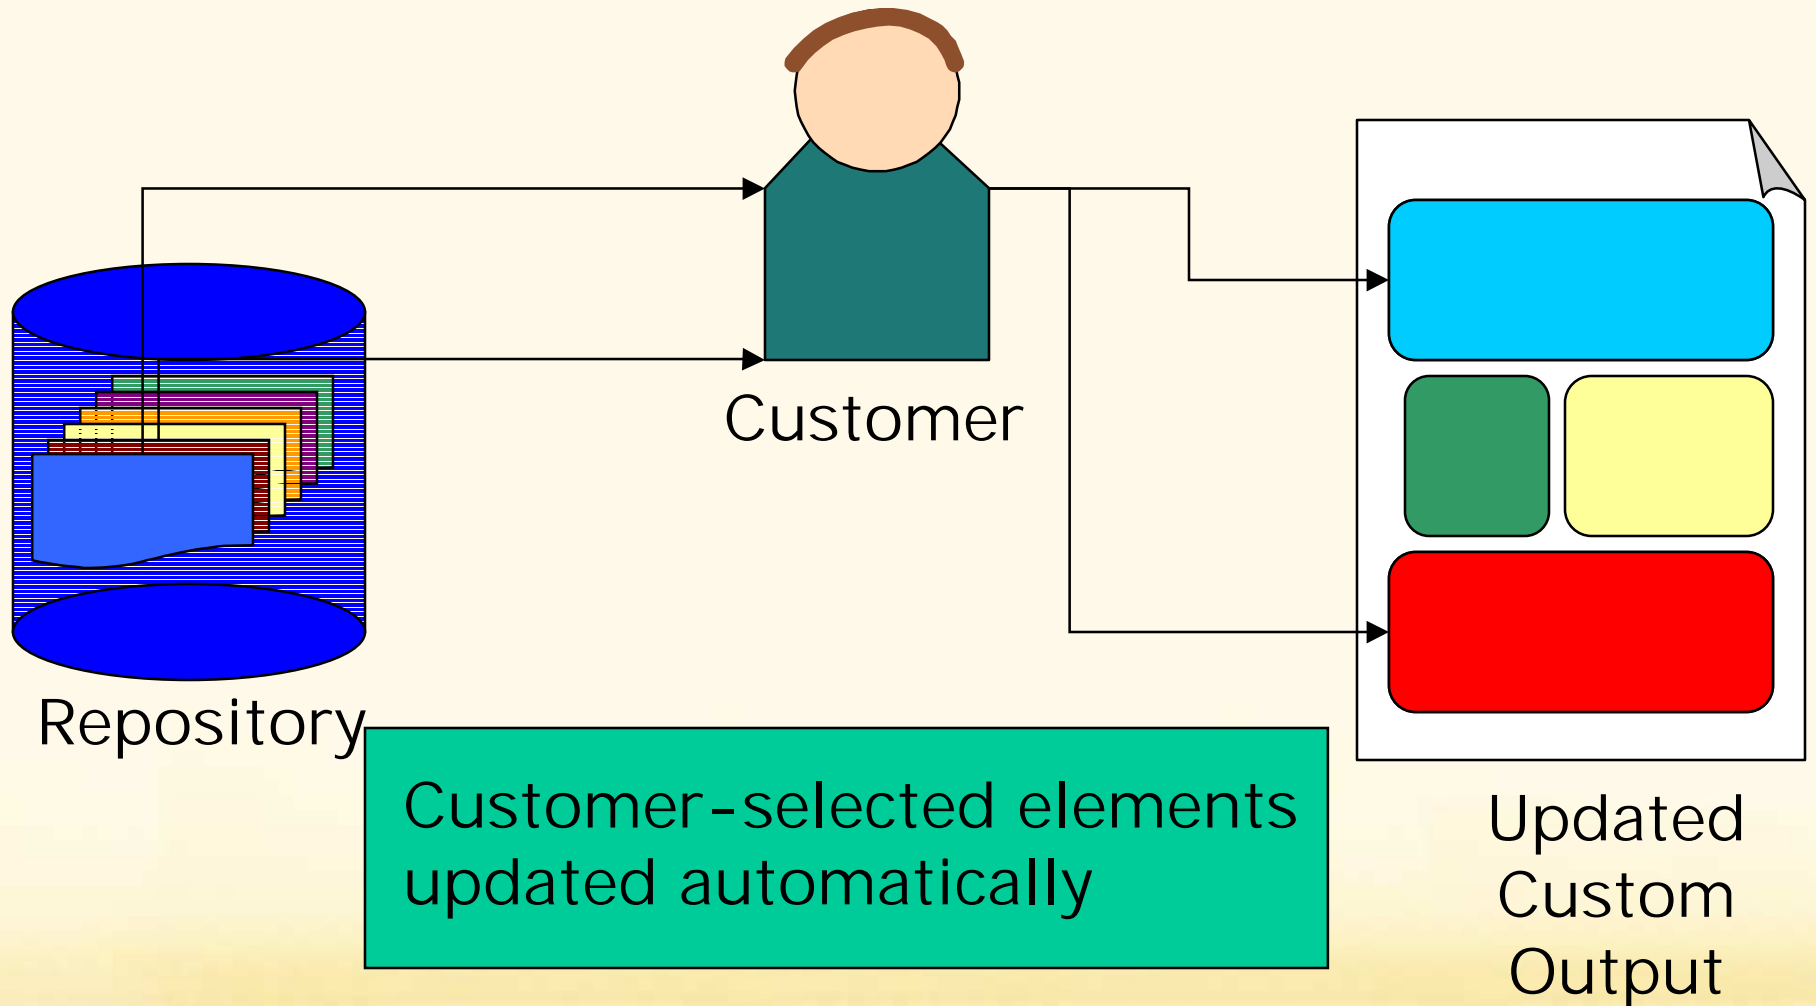 Customer
Repository
Customer-selected elements
updated automatically
Updated
Custom
Output